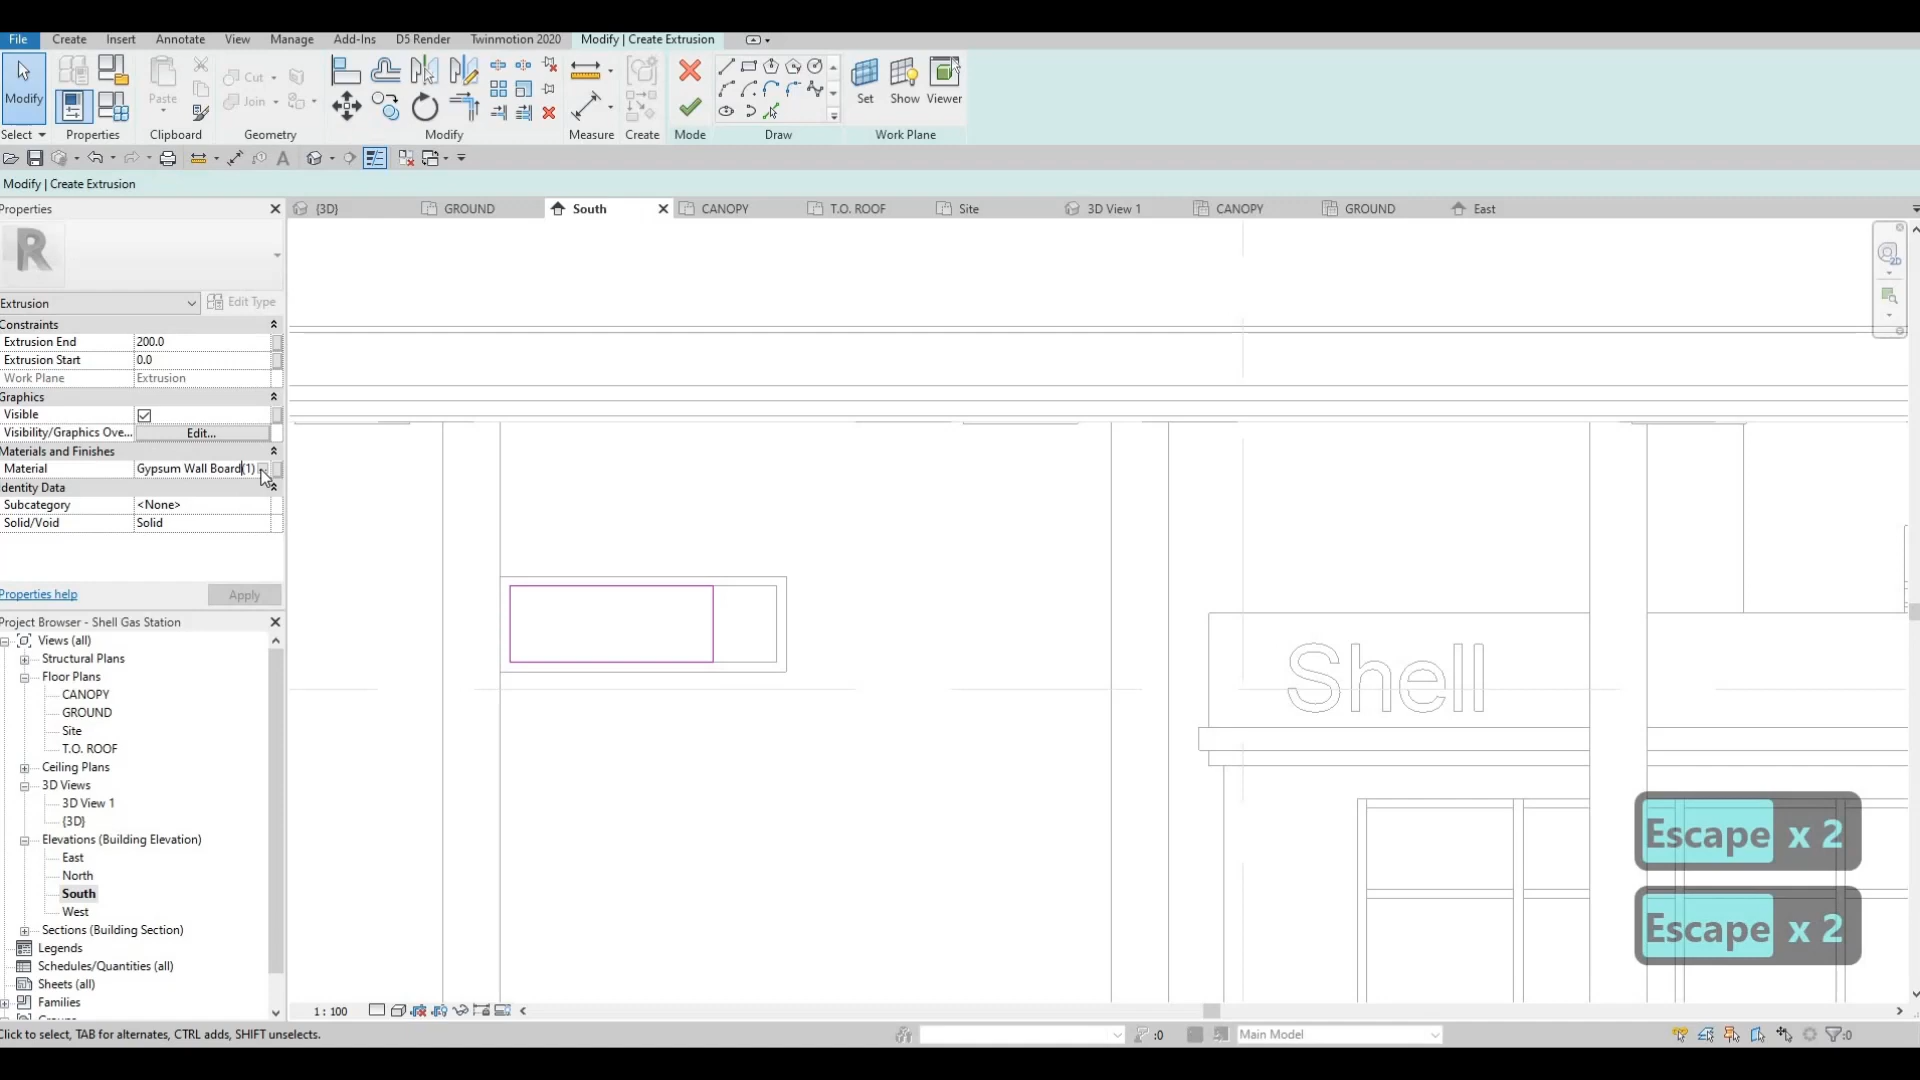 File Create Insert Annotate View Manage Add-Ins D5 Render Twinmotion 2020 Modify | Create Extrusion
Modify
Paste
Cut
Join
Set Show Viewer
Select Properties Clipboard Geometry Modify Measure Create Mode Draw Work Plane
Modify | Create Extrusion
Properties
{3D} GROUND South CANOPY T.O. ROOF Site 3D View 1 CANOPY GROUND East
R
2D
Extrusion Edit Type
Constraints
Extrusion End 200.0
Extrusion Start 0.0
Work Plane Extrusion
Graphics
Visible
Visibility/Graphics Ove... Edit...
Materials and Finishes
Material Gypsum Wall Board(1)
Identity Data
Subcategory <None>
Solid/Void Solid
Properties help Apply
Project Browser - Shell Gas Station
Views (all)
Structural Plans
Floor Plans
CANOPY
GROUND
Site
T.O. ROOF
Ceiling Plans
3D Views
3D View 1
{3D}
Elevations (Building Elevation)
East
North
South
West
Sections (Building Section)
Legends
Schedules/Quantities (all)
Sheets (all)
Families
Shell
Escape x 2
Escape x 2
1 : 100
Click to select, TAB for alternates, CTRL adds, SHIFT unselects.
:0
Main Model
:0